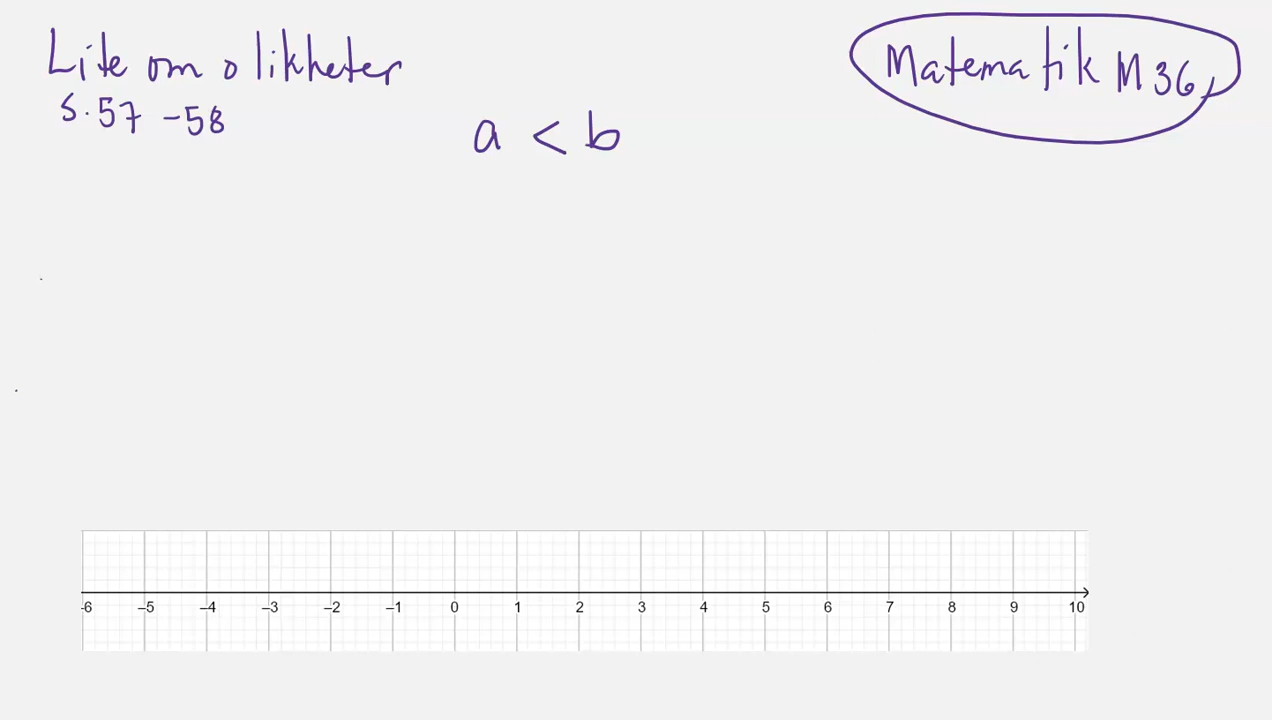 Lite om olikheter
s. 57 - 58
Matematik M 36
a < b
-6 -5 -4 -3 -2 -1 0 1 2 3 4 5 6 7 8 9 10